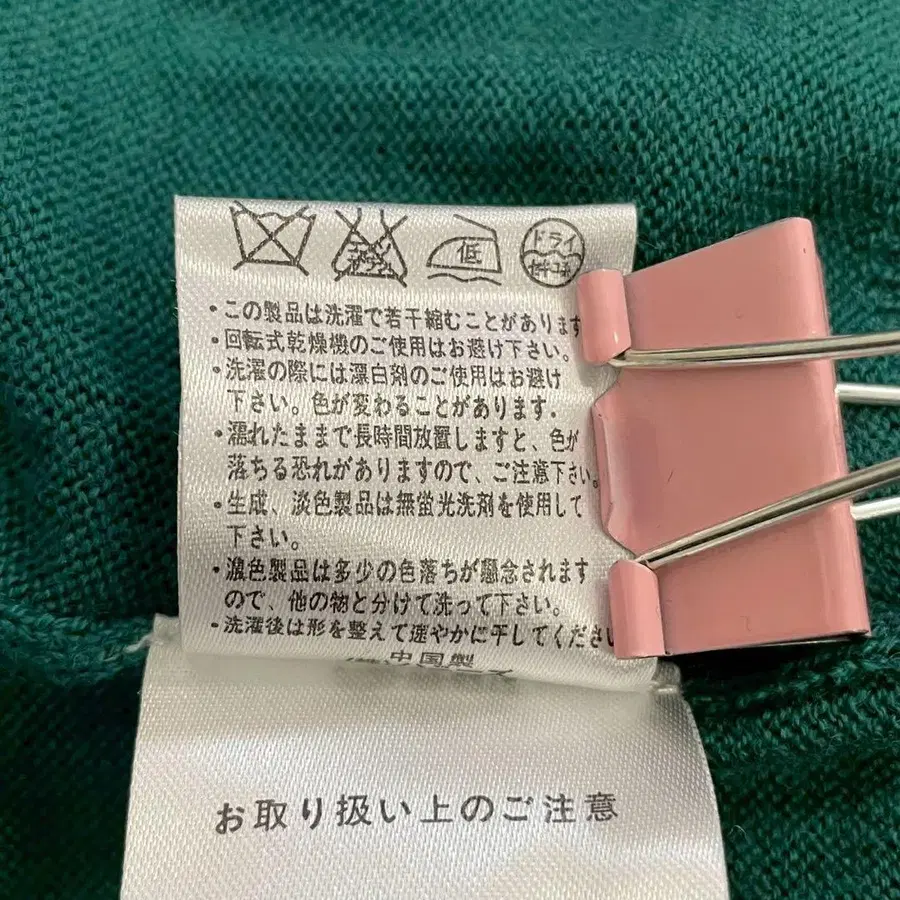 低
ドライ
・この製品は洗濯で若干縮むことがあります
・回転式乾燥機のご使用はお避け下さい。
・洗濯の際には漂白剤のご使用はお避け
下さい。色が変わることがあります.
・濡れたままで長時間放置しますと、色が
落ちる恐れがありますので、ご注意下さい。
・生成、淡色製品は無蛍光洗剤を使用して
下さい。
・濃色製品は多少の色落ちが懸念されます
ので、他の物と分けて洗って下さい。
・洗濯後は形を整えて速やかに干してください
中国製
お取り扱い上のご注意